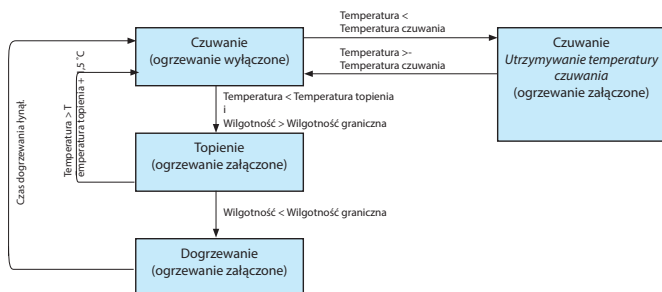 Czuwanie
(ogrzewanie wyłączone)
Temperatura <
Temperatura czuwania
Temperatura >-
Temperatura czuwania
Czuwanie
Utrzymywanie temperatury
czuwania
(ogrzewanie załączone)
Temperatura < Temperatura topienia
i
Wilgotność > Wilgotność graniczna
Topienie
(ogrzewanie załączone)
Temperatura > T
emperatura topienia + 1,5 °C
Czas dogrzewania łynął.
Wilgotność < Wilgotność graniczna
Dogrzewanie
(ogrzewanie załączone)